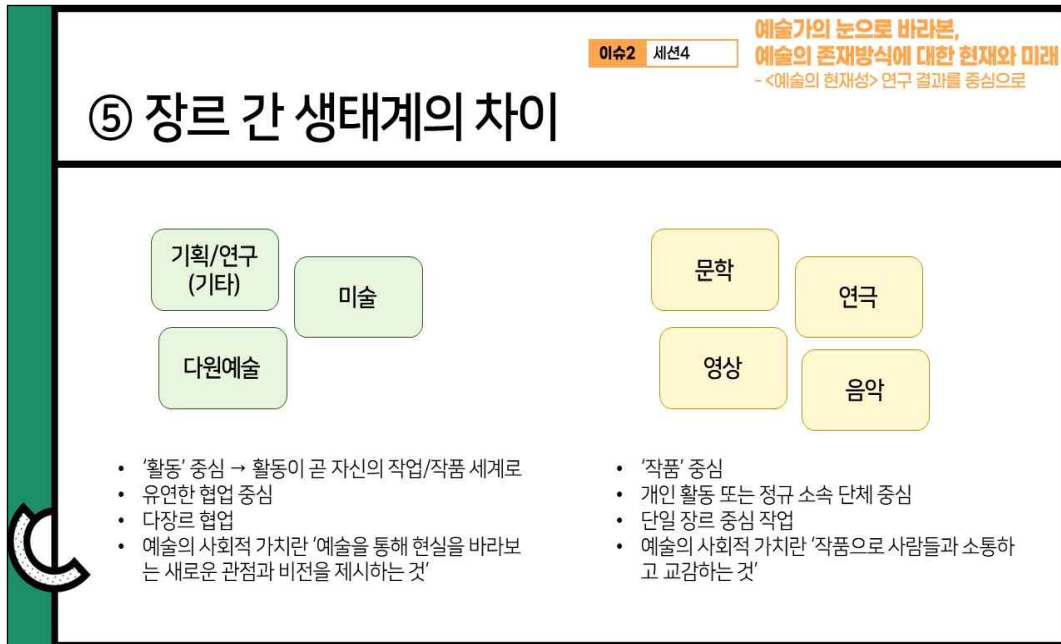 이슈2 세션4
예술가의 눈으로 바라본,
예술의 존재방식에 대한 현재와 미래
- <예술의 현재성> 연구 결과를 중심으로
⑤ 장르 간 생태계의 차이
기획/연구
(기타)
미술
다원예술
• ‘활동’ 중심 → 활동이 곧 자신의 작업/작품 세계로
• 유연한 협업 중심
• 다장르 협업
• 예술의 사회적 가치란 ‘예술을 통해 현실을 바라보
는 새로운 관점과 비전을 제시하는 것’
문학
연극
영상
음악
• ‘작품’ 중심
• 개인 활동 또는 정규 소속 단체 중심
• 단일 장르 중심 작업
• 예술의 사회적 가치란 ‘작품으로 사람들과 소통하
고 교감하는 것’